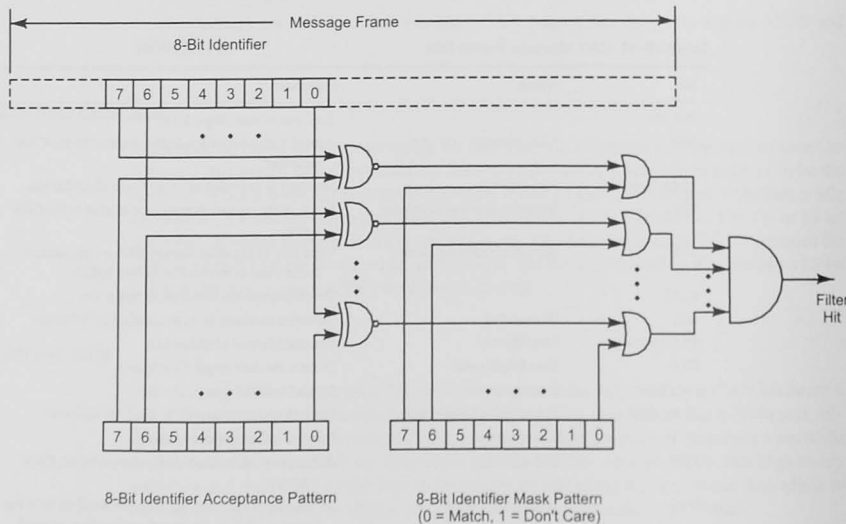 Message Frame
8-Bit Identifier
7 6 5 4 3 2 1 0
Filter
Hit
7 6 5 4 3 2 1 0
7 6 5 4 3 2 1 0
8-Bit Identifier Acceptance Pattern
8-Bit Identifier Mask Pattern
(0 = Match, 1 = Don't Care)